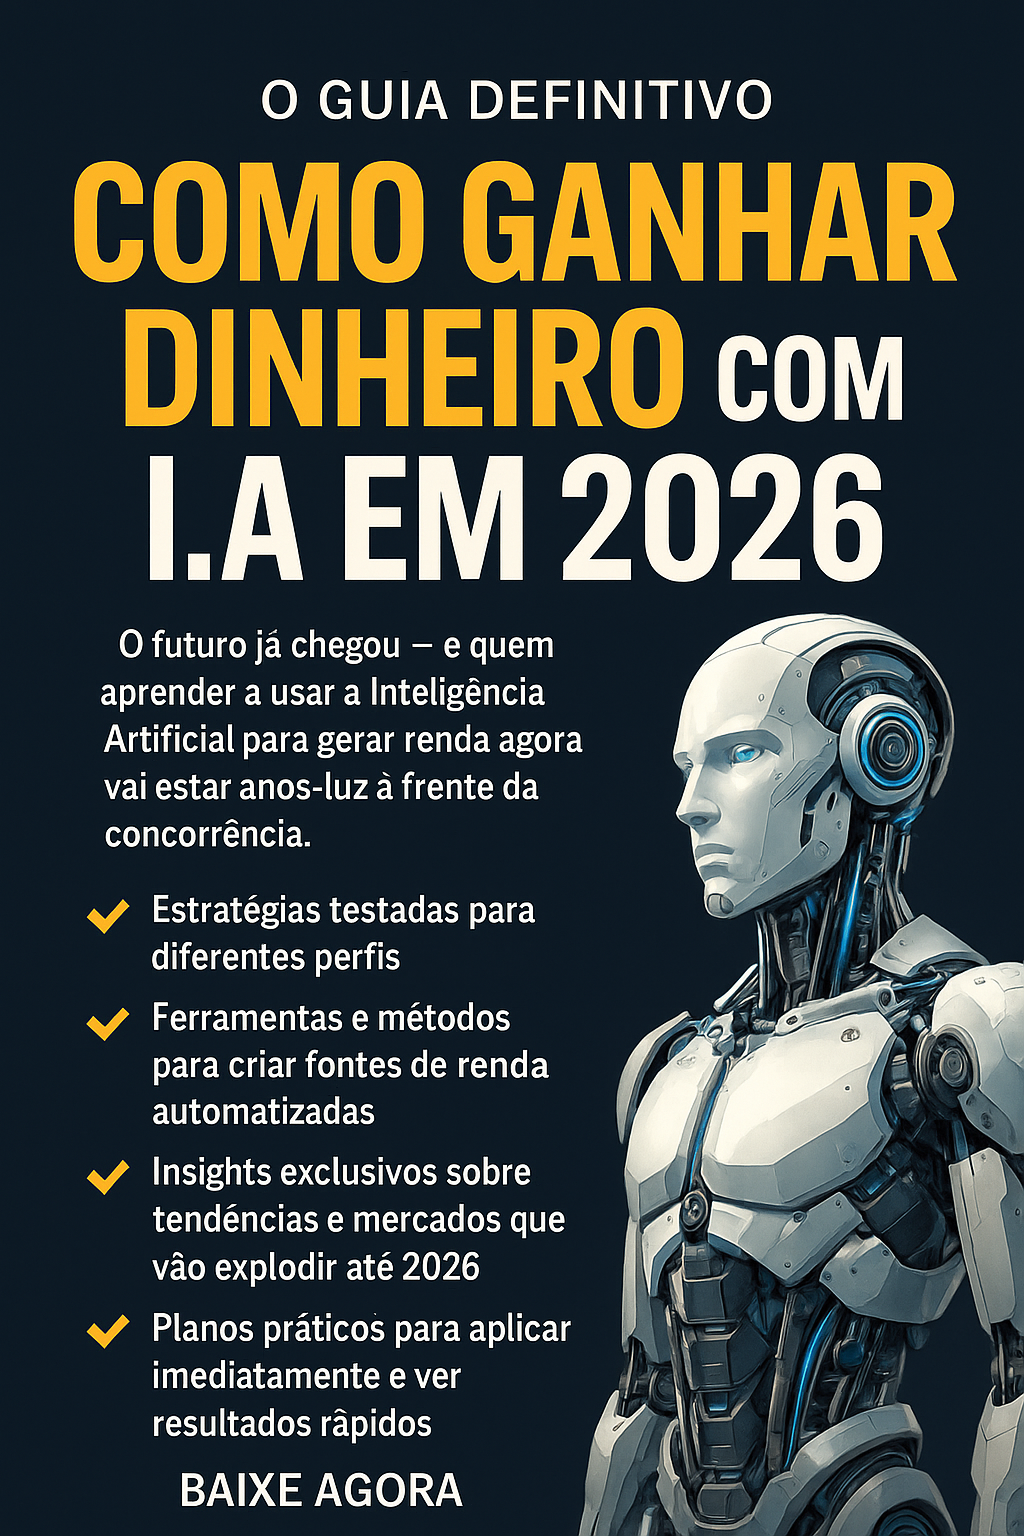 O GUIA DEFINITIVO
COMO GANHAR
DINHEIRO COM
I.A EM 2026
O futuro já chegou – e quem
aprender a usar a Inteligência
Artificial para gerar renda agora
vai estar anos-luz à frente da
concorrência.
Estratégias testadas para
diferentes perfis
Ferramentas e métodos
para criar fontes de renda
automatizadas
Insights exclusivos sobre
tendéncias e mercados que
vâo explodir até 2026
Planos práticos para aplicar
imediatamente e ver
resultados râpidos
BAIXE AGORA